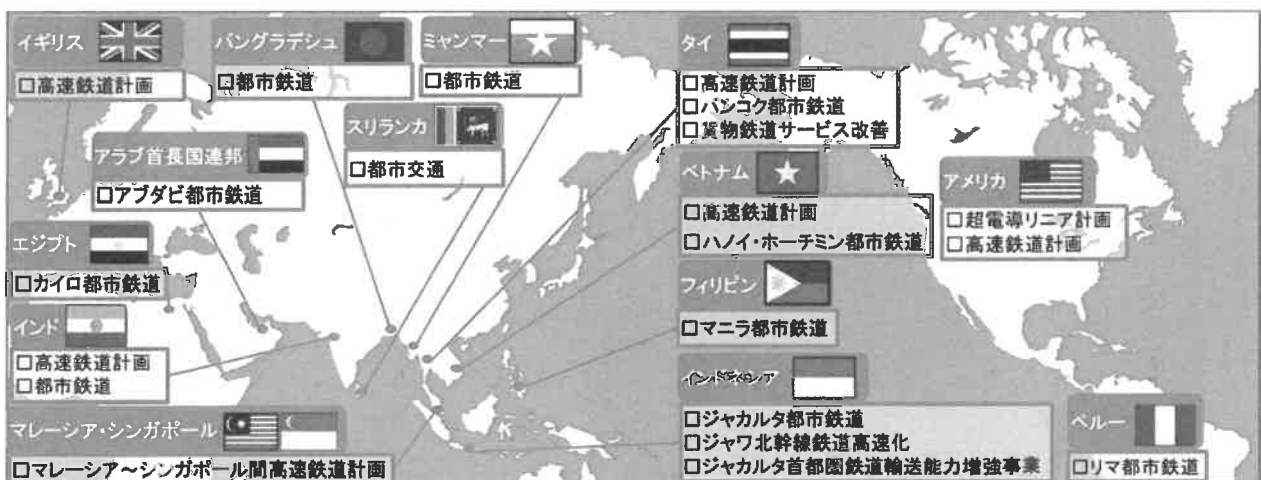 イギリス
□高速鉄道計画
バングラデシュ
□都市鉄道
ミャンマー
□都市鉄道
タイ
□高速鉄道計画
□バンコク都市鉄道
□貨物鉄道サービス改善
スリランカ
□都市交通
アラブ首長国連邦
□アブダビ都市鉄道
ベトナム
□高速鉄道計画
□ハノイ・ホーチミン都市鉄道
アメリカ
□超電導リニア計画
□高速鉄道計画
エジプト
□カイロ都市鉄道
フィリピン
□マニラ都市鉄道
インド
□高速鉄道計画
□都市鉄道
インドネシア
□ジャカルタ都市鉄道
□ジャワ北幹線鉄道高速化
□ジャカルタ首都圏鉄道輸送能力増強事業
マレーシア・シンガポール
□マレーシア～シンガポール間高速鉄道計画
ペルー
□リマ都市鉄道